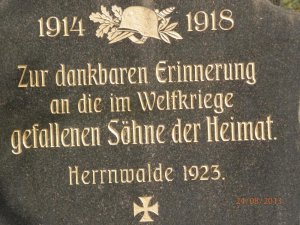 1914 1918
Zur dankbaren Erinnerung
an die im Weltkriege
gefallenen Söhne der Heimat.
Herrnwalde 1923.
24/08/2013